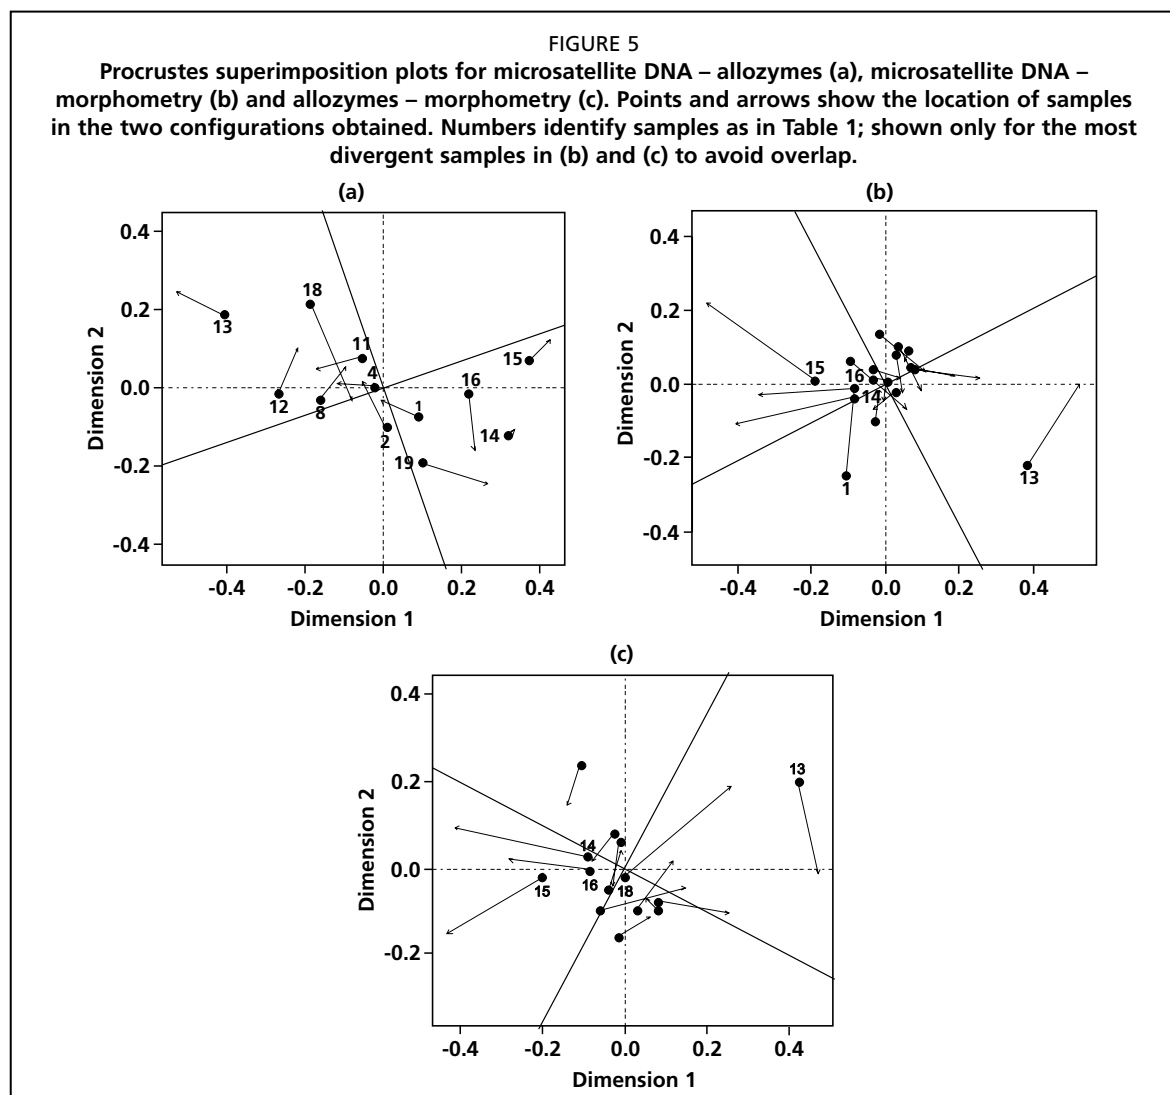 FIGURE 5
Procrustes superimposition plots for microsatellite DNA – allozymes (a), microsatellite DNA –
morphometry (b) and allozymes – morphometry (c). Points and arrows show the location of samples
in the two configurations obtained. Numbers identify samples as in Table 1; shown only for the most
divergent samples in (b) and (c) to avoid overlap.
(a)
0.4
0.2
0.0
-0.2
-0.4
Dimension 2
13
18
11
4
12
8
2
1
19
16
14
15
-0.4 -0.2 0.0 0.2 0.4
Dimension 1
(b)
0.4
0.2
0.0
-0.2
-0.4
Dimension 2
15
16
14
1
13
-0.4 -0.2 0.0 0.2 0.4
Dimension 1
(c)
0.4
0.2
0.0
-0.2
Dimension 2
13
14
16
18
15
-0.4 -0.2 0.0 0.2 0.4
Dimension 1